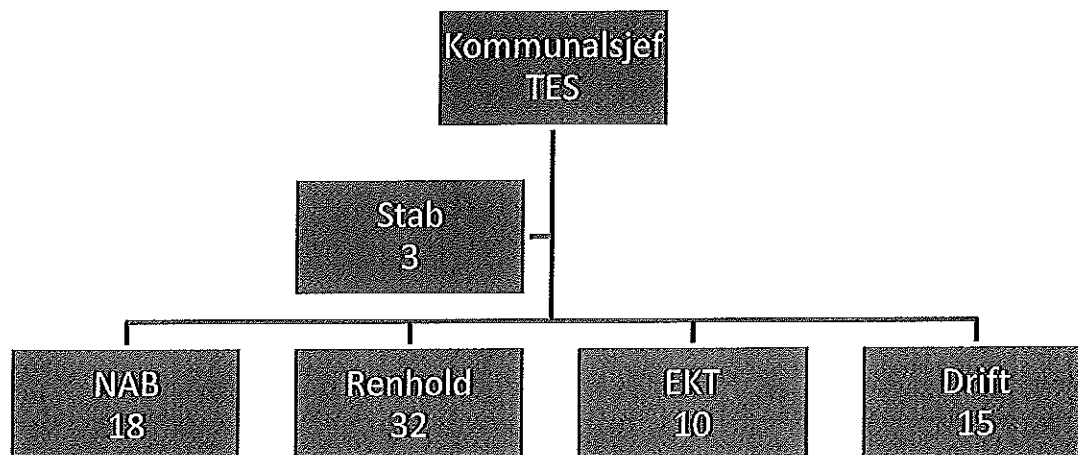 Kommunalsjef
TES
Stab
3
NAB
18
Renhold
32
EKT
10
Drift
15